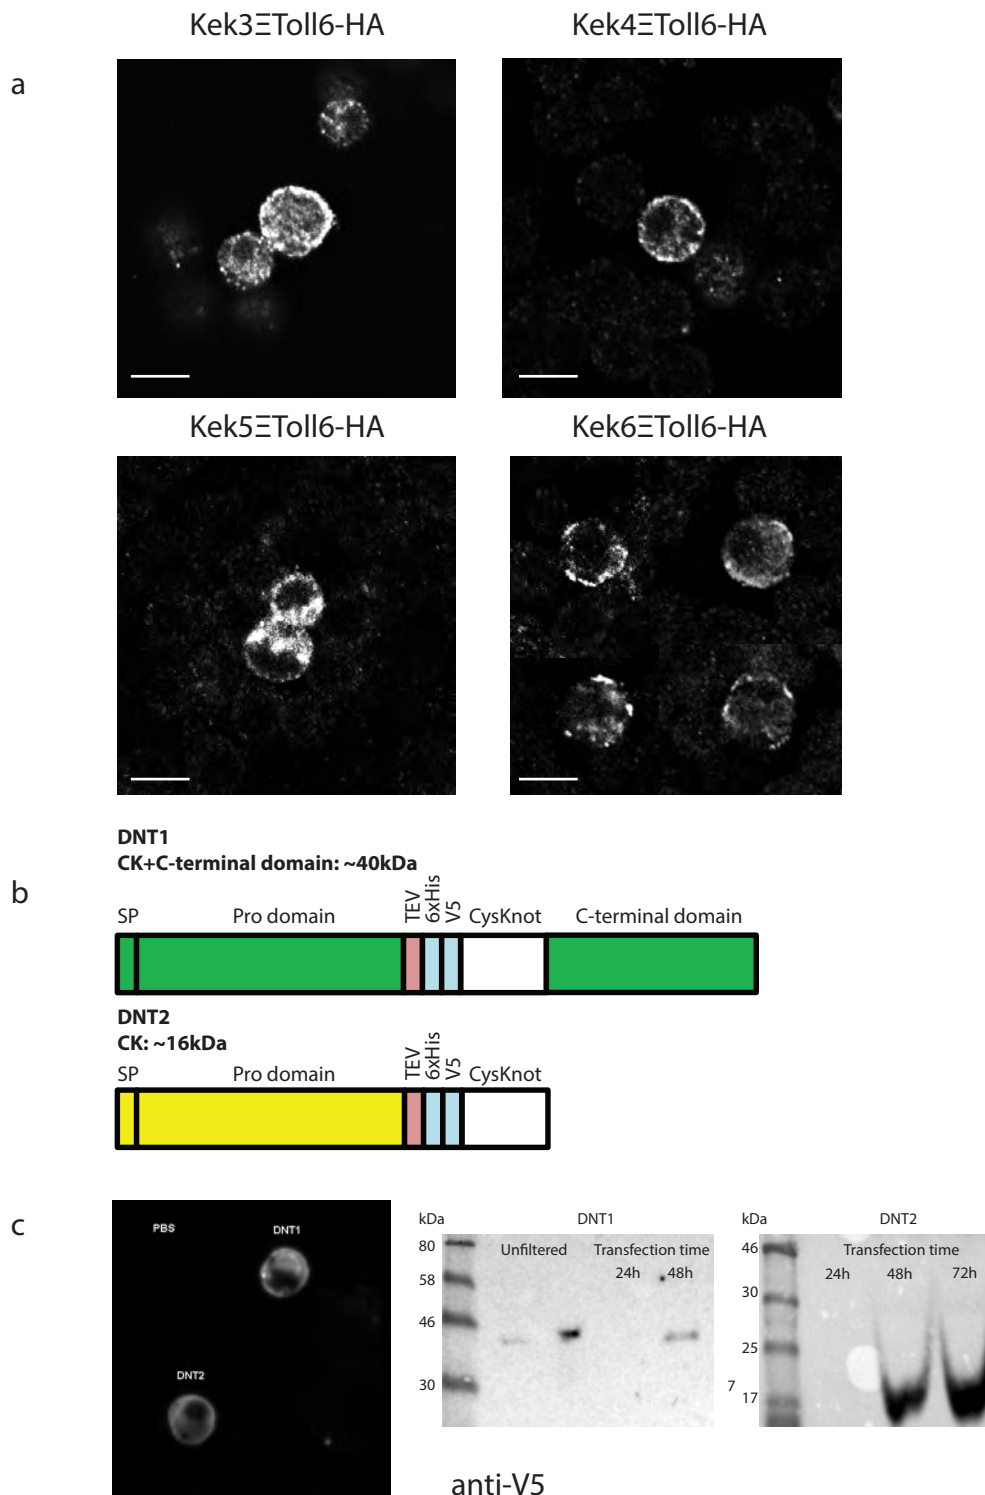 Kek3ΞToll6-HA
Kek4ΞToll6-HA
a
Kek5ΞToll6-HA
Kek6ΞToll6-HA
DNT1
CK+C-terminal domain: ~40kDa
b
SP Pro domain TEV 6xHis V5 CysKnot C-terminal domain
DNT2
CK: ~16kDa
SP Pro domain TEV 6xHis V5 CysKnot
c
PBS DNT1
DNT2
kDa DNT1
Unfiltered Transfection time
24h 48h
80
58
46
30
kDa DNT2
Transfection time
24h 48h 72h
46
30
25
7 17
anti-V5